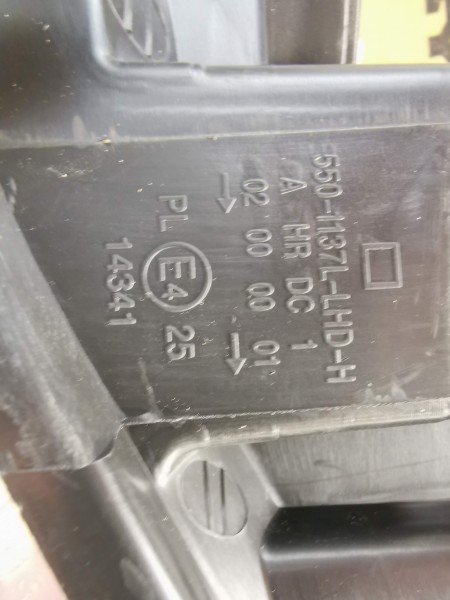 550-1137L-LHD-H
A HR DC 1
02 00 00 01
→ →
PL E4 25
14341